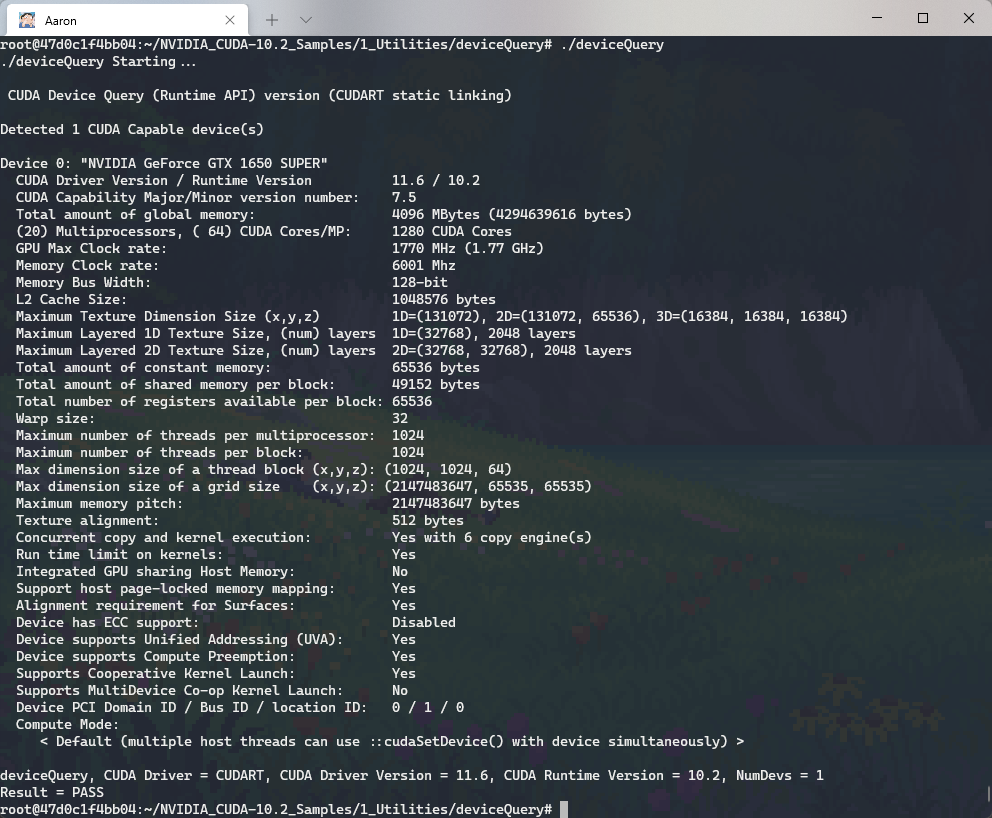 Aaron
root@47d0c1f4bb04:~/NVIDIA_CUDA-10.2_Samples/1_Utilities/deviceQuery# ./deviceQuery
./deviceQuery Starting...
CUDA Device Query (Runtime API) version (CUDART static linking)
Detected 1 CUDA Capable device(s)
Device 0: "NVIDIA GeForce GTX 1650 SUPER"
CUDA Driver Version / Runtime Version          11.6 / 10.2
CUDA Capability Major/Minor version number:    7.5
Total amount of global memory:                 4096 MBytes (4294639616 bytes)
(20) Multiprocessors, ( 64) CUDA Cores/MP:     1280 CUDA Cores
GPU Max Clock rate:                            1770 MHz (1.77 GHz)
Memory Clock rate:                             6001 Mhz
Memory Bus Width:                              128-bit
L2 Cache Size:                                 1048576 bytes
Maximum Texture Dimension Size (x,y,z)         1D=(131072), 2D=(131072, 65536), 3D=(16384, 16384, 16384)
Maximum Layered 1D Texture Size, (num) layers  1D=(32768), 2048 layers
Maximum Layered 2D Texture Size, (num) layers  2D=(32768, 32768), 2048 layers
Total amount of constant memory:               65536 bytes
Total amount of shared memory per block:       49152 bytes
Total number of registers available per block: 65536
Warp size:                                     32
Maximum number of threads per multiprocessor:  1024
Maximum number of threads per block:           1024
Max dimension size of a thread block (x,y,z): (1024, 1024, 64)
Max dimension size of a grid size    (x,y,z): (2147483647, 65535, 65535)
Maximum memory pitch:                          2147483647 bytes
Texture alignment:                             512 bytes
Concurrent copy and kernel execution:          Yes with 6 copy engine(s)
Run time limit on kernels:                     Yes
Integrated GPU sharing Host Memory:            No
Support host page-locked memory mapping:       Yes
Alignment requirement for Surfaces:            Yes
Device has ECC support:                        Disabled
Device supports Unified Addressing (UVA):      Yes
Device supports Compute Preemption:            Yes
Supports Cooperative Kernel Launch:            Yes
Supports MultiDevice Co-op Kernel Launch:      No
Device PCI Domain ID / Bus ID / location ID:   0 / 1 / 0
Compute Mode:
< Default (multiple host threads can use ::cudaSetDevice() with device simultaneously) >
deviceQuery, CUDA Driver = CUDART, CUDA Driver Version = 11.6, CUDA Runtime Version = 10.2, NumDevs = 1
Result = PASS
root@47d0c1f4bb04:~/NVIDIA_CUDA-10.2_Samples/1_Utilities/deviceQuery#